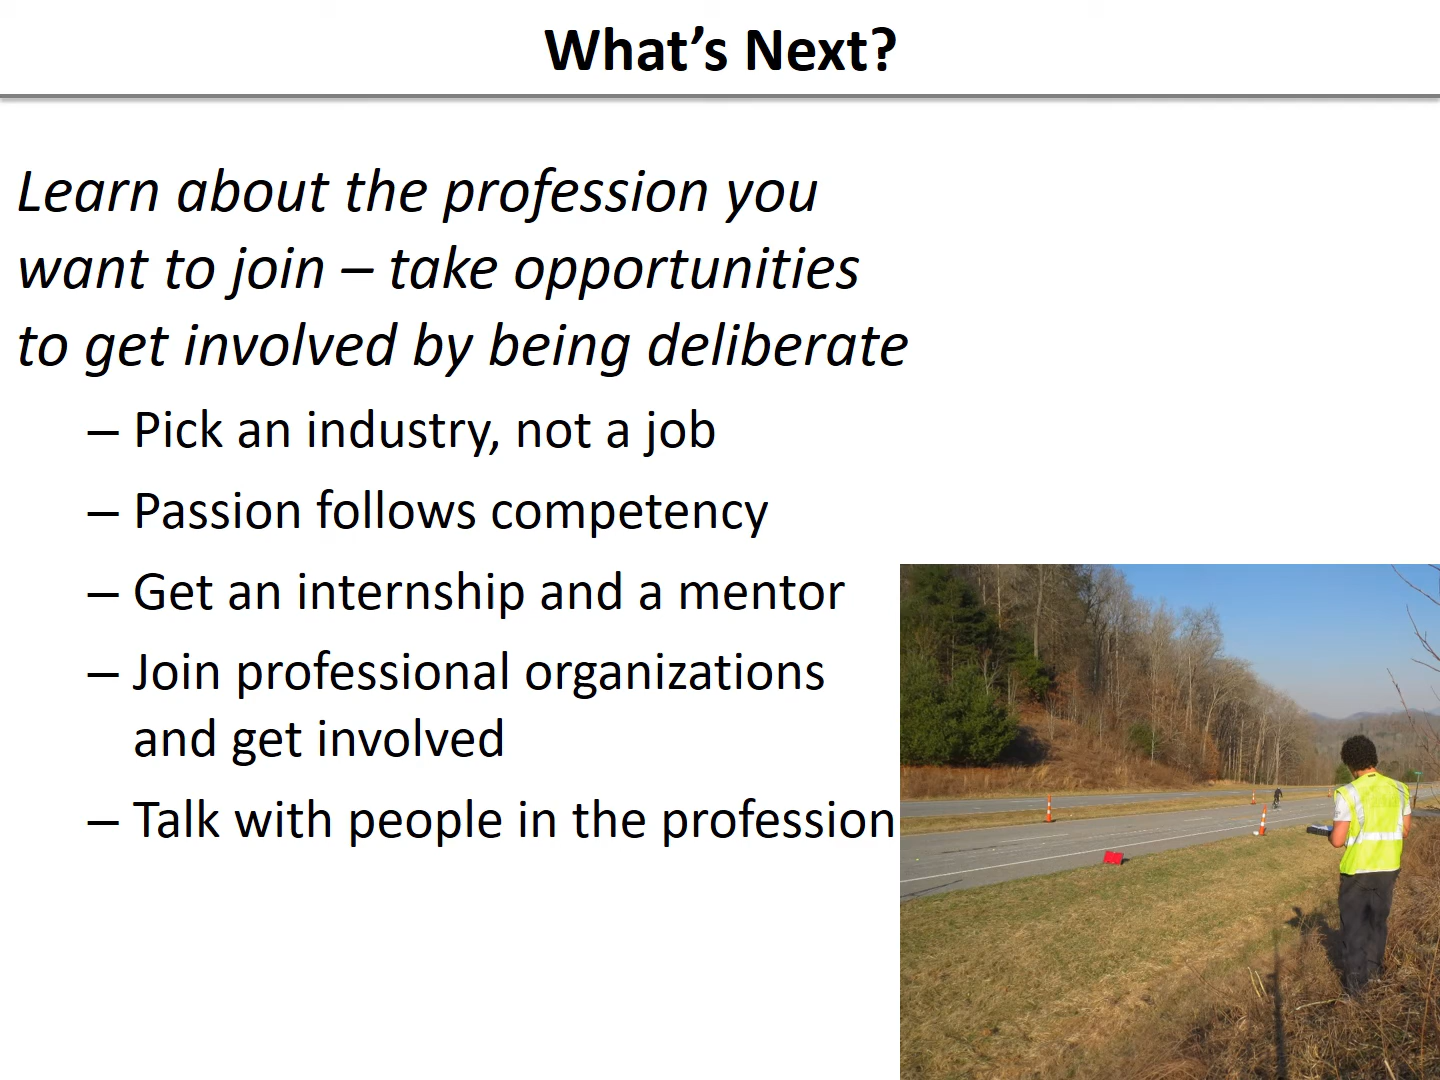 What’s Next?
Learn about the profession you
want to join – take opportunities
to get involved by being deliberate
– Pick an industry, not a job
– Passion follows competency
– Get an internship and a mentor
– Join professional organizations
and get involved
– Talk with people in the profession